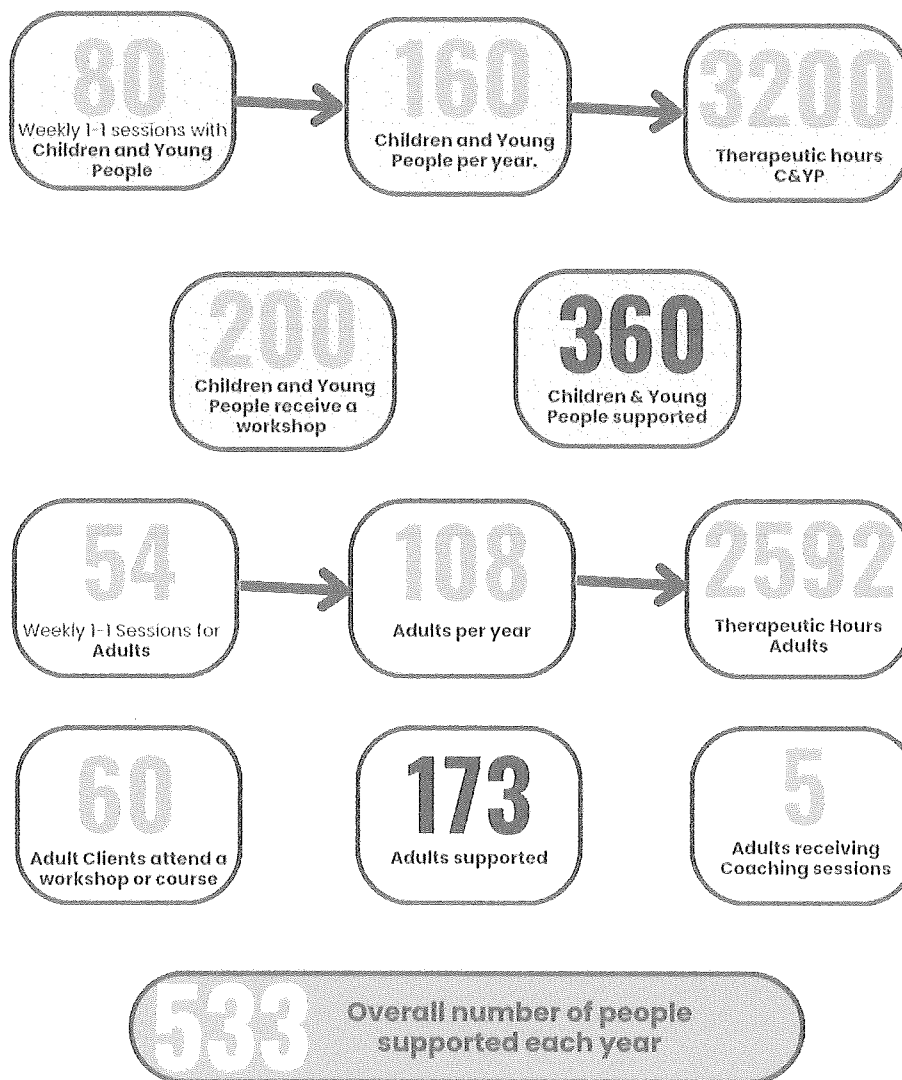 80
Weekly 1-1 sessions with
Children and Young
People
160
Children and Young
People per year.
3200
Therapeutic hours
C&YP
200
Children and Young
People receive a
workshop
360
Children & Young
People supported
54
Weekly 1-1 Sessions for
Adults
108
Adults per year
2592
Therapeutic Hours
Adults
60
Adult Clients attend a
workshop or course
173
Adults supported
5
Adults receiving
Coaching sessions
533
Overall number of people
supported each year